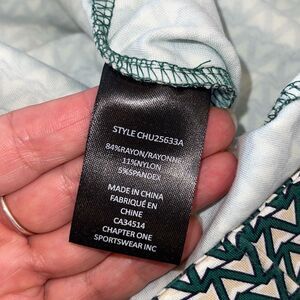 STYLE CHU25633A
84%RAYON/RAYONNE
11%NYLON
5%SPANDEX
MADE IN CHINA
FABRIQUÉ EN
CHINE
CA34514
CHAPTER ONE
SPORTSWEAR INC